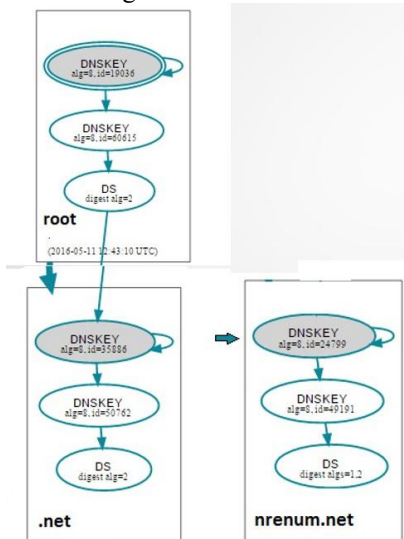 DNSKEY
alg=8, id=19036
DNSKEY
alg=8, id=60615
DS
digest alg=2
root
.
(2016-05-11 12:43:10 UTC)
DNSKEY
alg=8, id=35886
DNSKEY
alg=8, id=50762
DS
digest alg=2
.net
DNSKEY
alg=8, id=24799
DNSKEY
alg=8, id=49191
DS
digest algs=1,2
nrenum.net